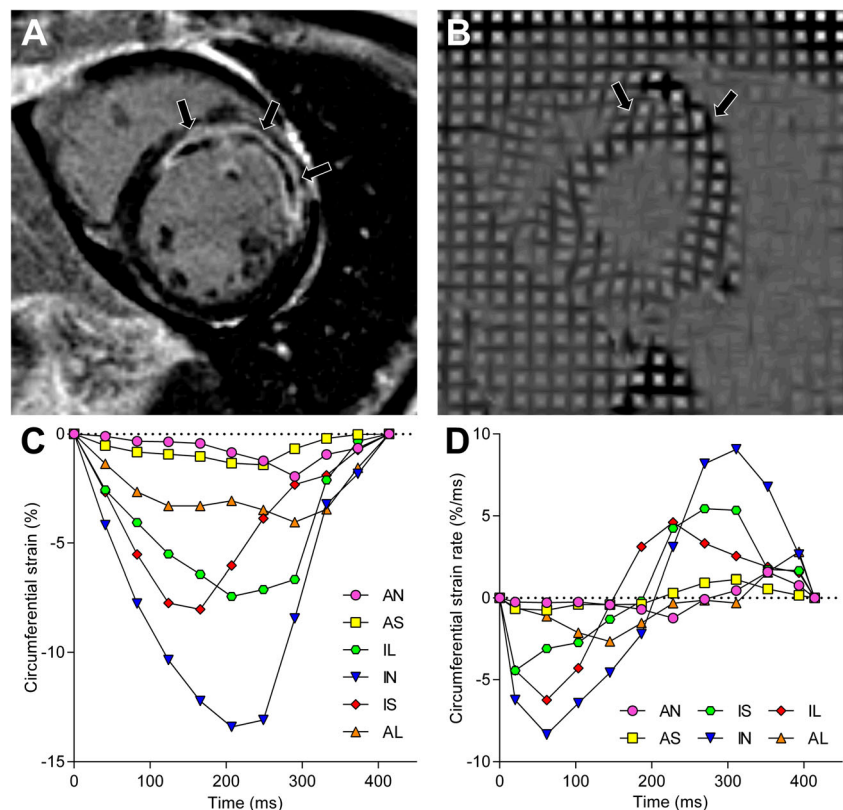 A
B
C
Circumferential strain (%)
0
-5
-10
-15
0
100
200
300
400
Time (ms)
AN
AS
IL
IN
IS
AL
D
Circumferential strain rate (%/ms)
10
5
0
-5
-10
0
100
200
300
400
Time (ms)
AN IS IL
AS IN AL